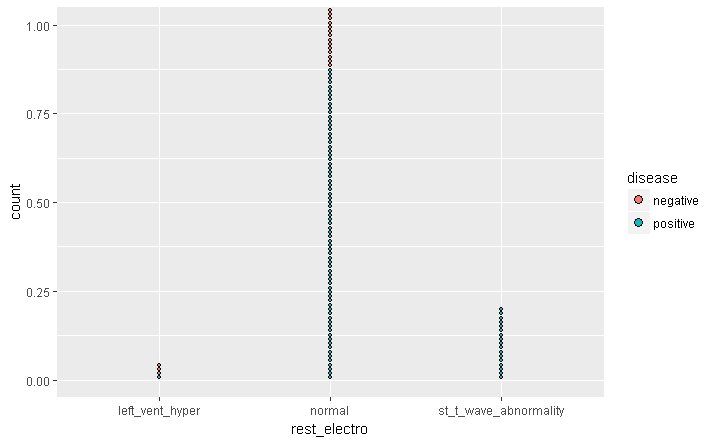 1.00
0.75
0.50
0.25
0.00
count
left_vent_hyper normal st_t_wave_abnormality
rest_electro
disease
negative
positive